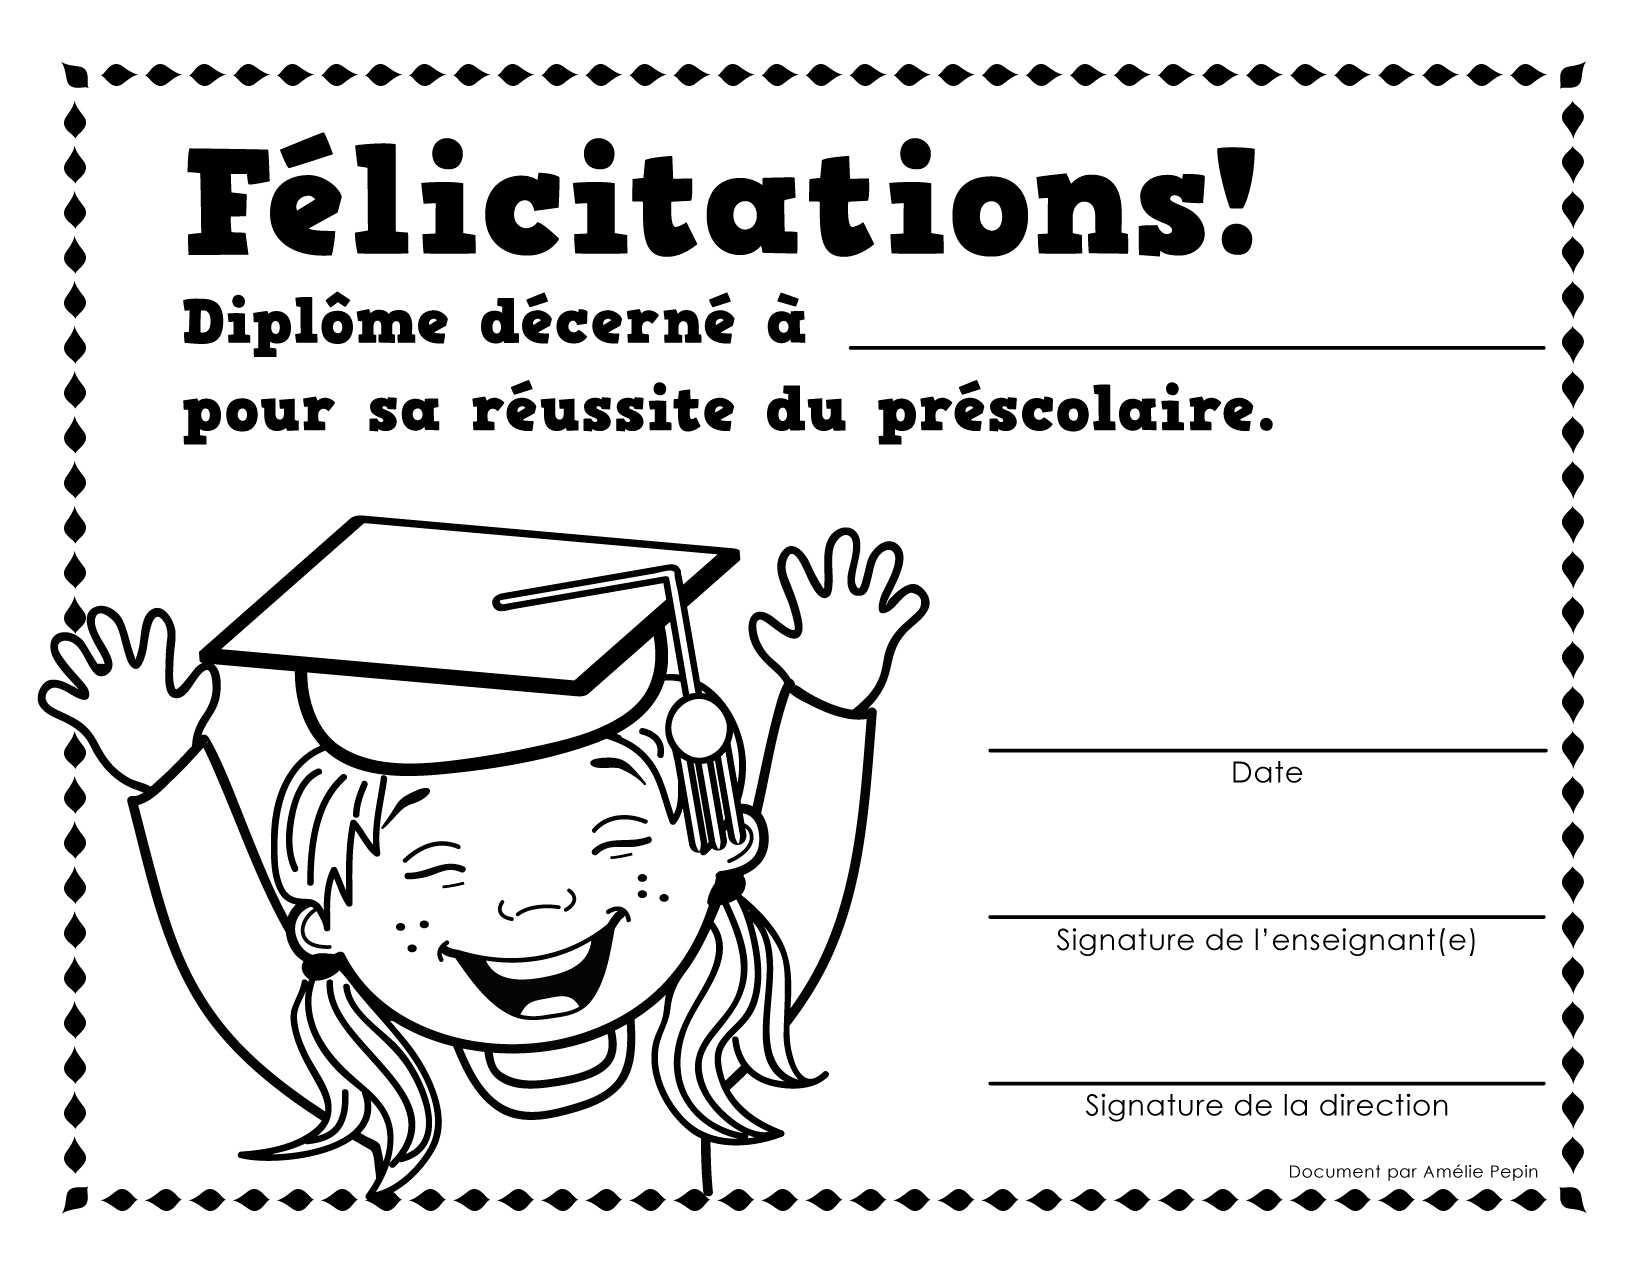 Félicitations!
Diplôme décerné à
pour sa réussite du préscolaire.
Date
Signature de l’enseignant(e)
Signature de la direction
Document par Amélie Pepin